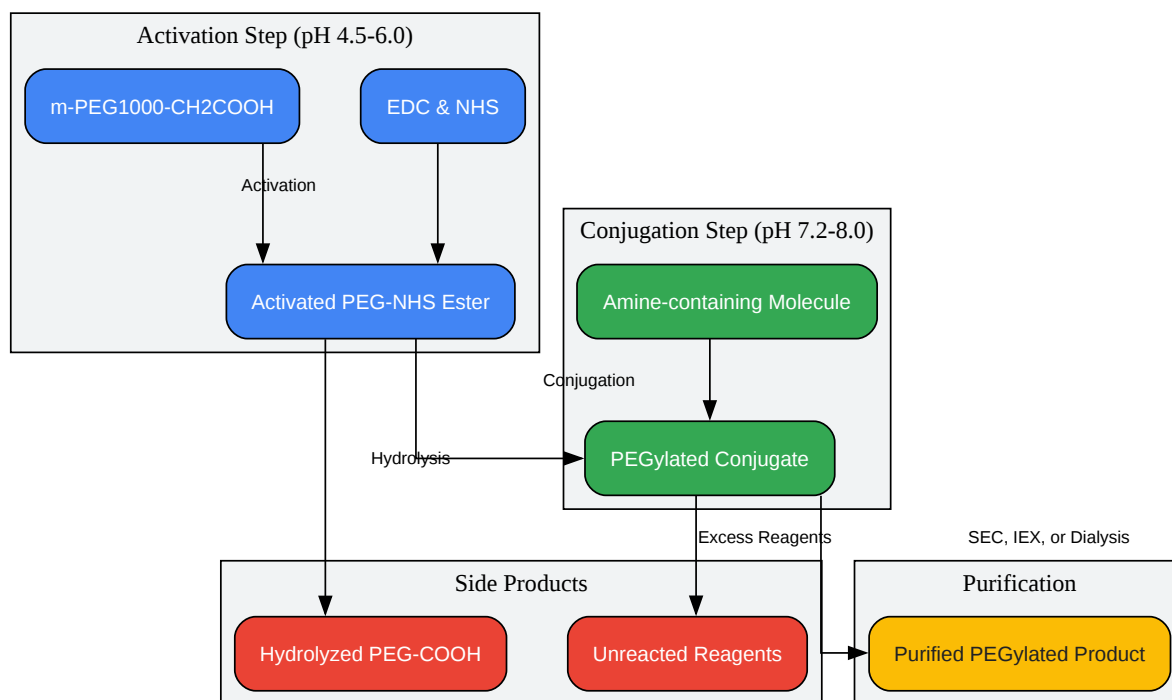 Activation Step (pH 4.5-6.0)
m-PEG1000-CH2COOH
EDC & NHS
Activation
Activated PEG-NHS Ester
Conjugation Step (pH 7.2-8.0)
Amine-containing Molecule
Conjugation
Hydrolysis
PEGylated Conjugate
Excess Reagents
SEC, IEX, or Dialysis
Side Products
Hydrolyzed PEG-COOH
Unreacted Reagents
Purification
Purified PEGylated Product